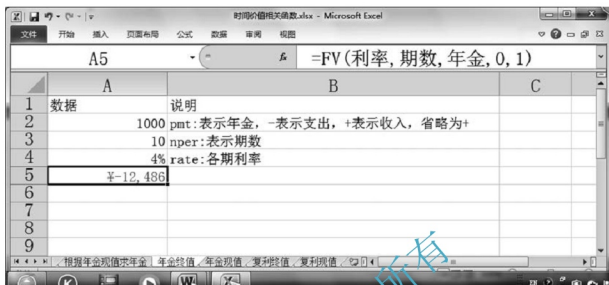 时间价值相关函数.xlsx - Microsoft Excel
文件 开始 插入 页面布局 公式 数据 审阅 视图
A5 fx =FV(利率,期数,年金,0,1)
A B C
1 数据 说明
2 1000 pmt:表示年金, -表示支出, +表示收入, 省略为+
3 10 nper:表示期数
4 4% rate:各期利率
5 ¥-12,486
6
7
8
9
根据年金现值求年金 年金终值 年金现值 复利终值 复利现值
所有